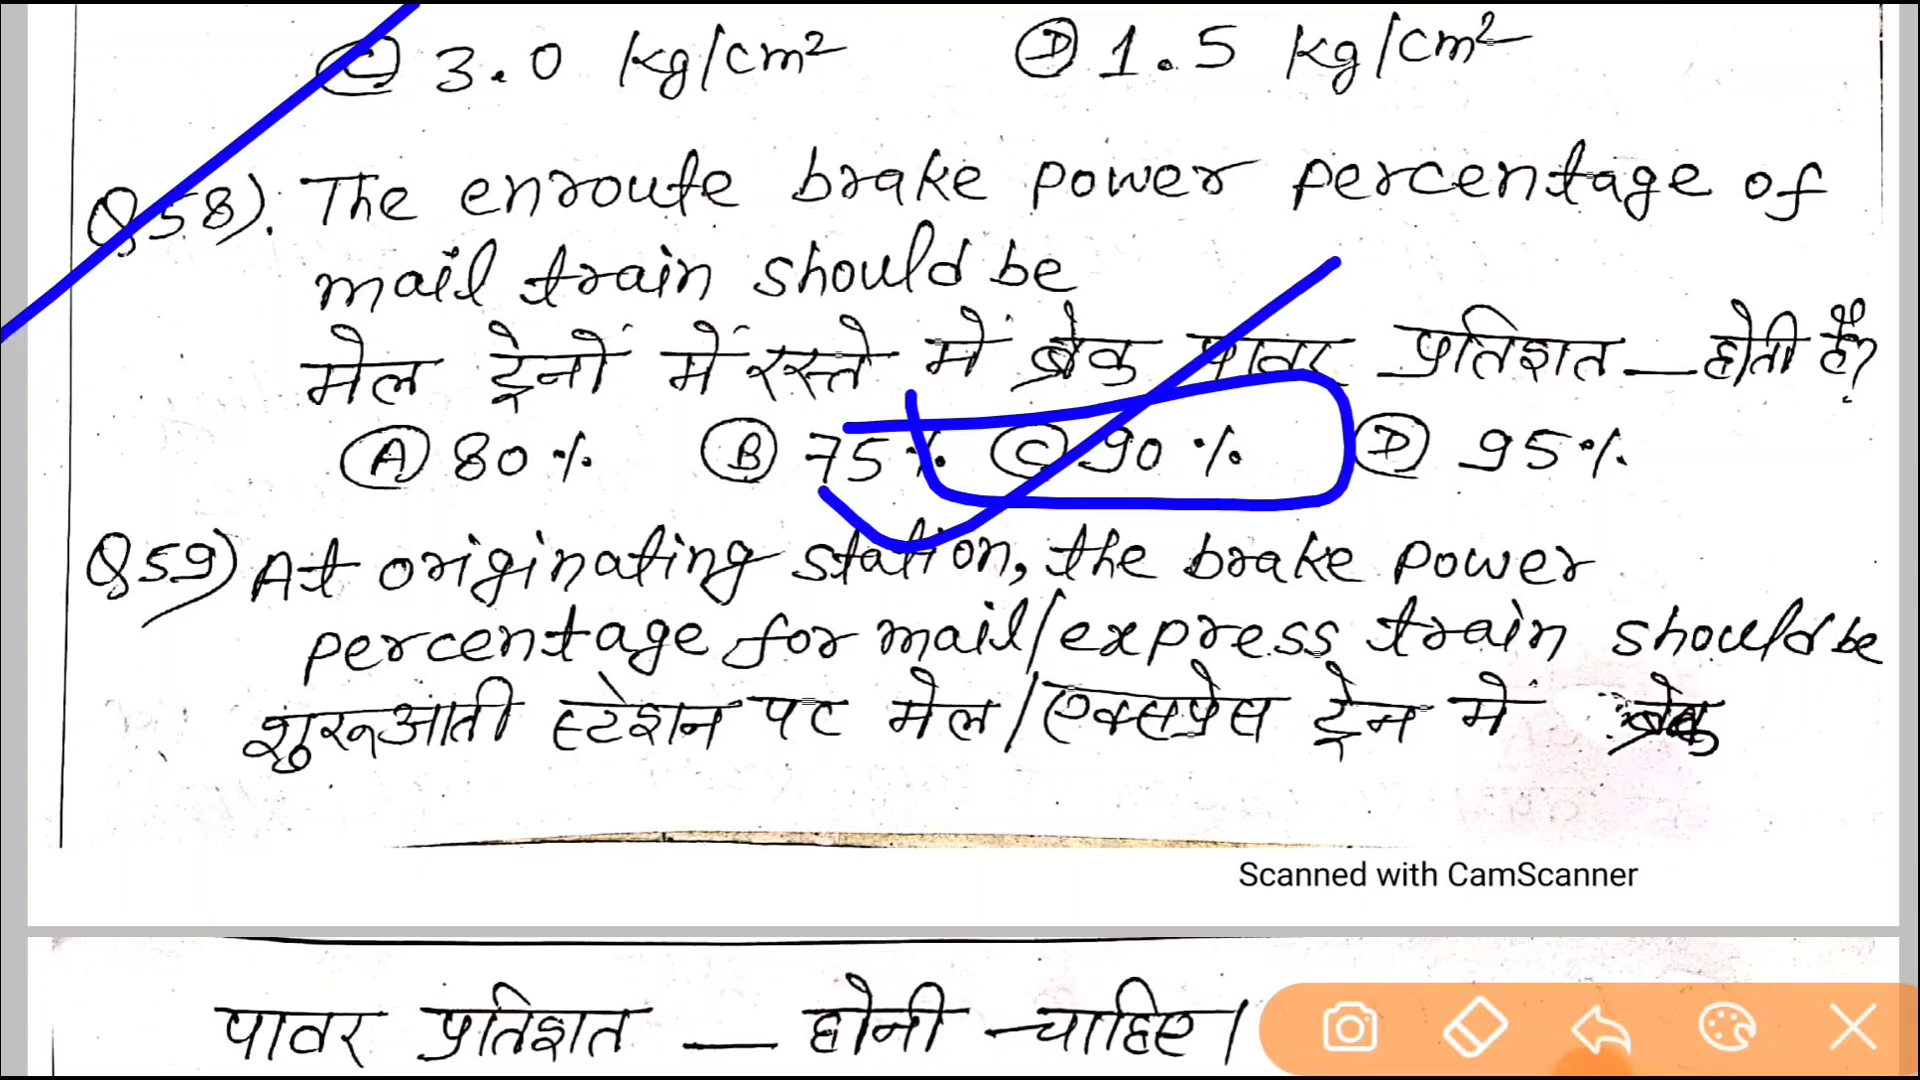 (C) 3.0 kg/cm² (D) 1.5 kg/cm²
Q58). The enroute brake power percentage of
mail train should be
मेल ट्रेनों में रस्ते में ब्रेक पावर प्रतिशत — होती हैं?
(A) 80% (B) 75% (C) 90% (D) 95%
Q59) At originating station, the brake power
percentage for mail/express train should be
शुरूआती स्टेशन पर मेल/एक्सप्रेस ट्रेन में ब्रेक
Scanned with CamScanner
पावर प्रतिशत — होनी चाहिए।